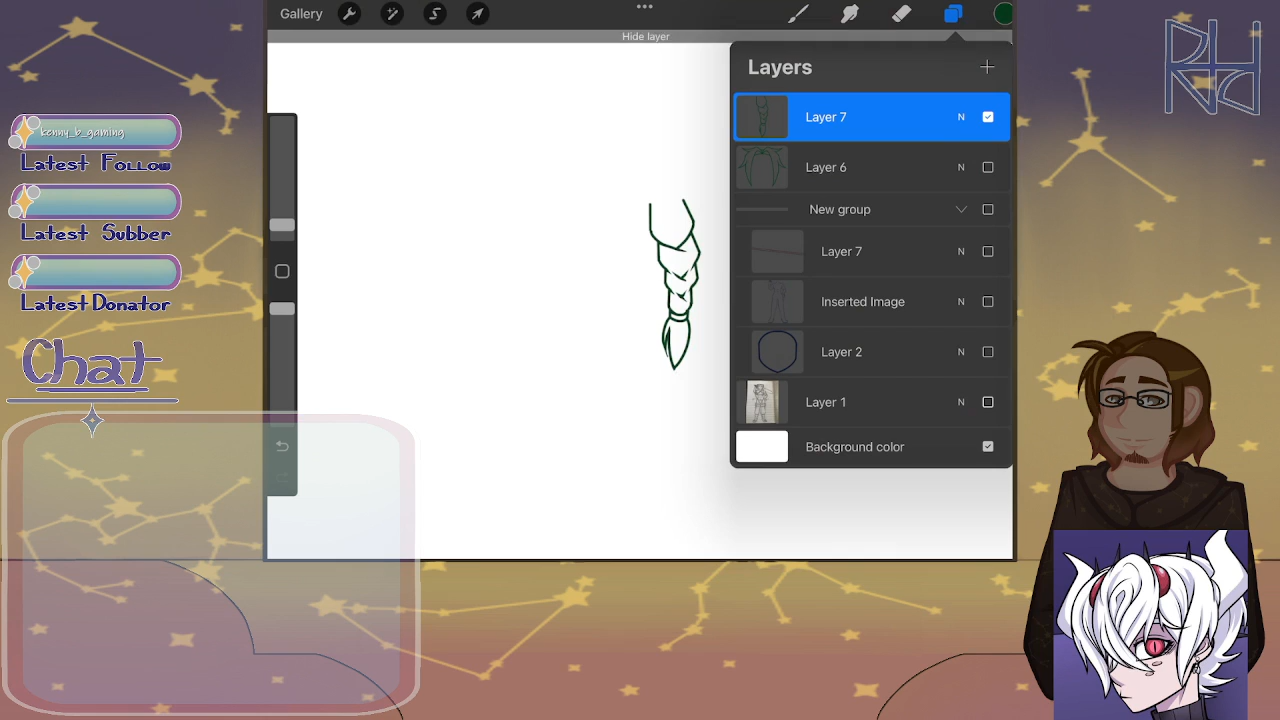 Gallery
Hide layer
Layers
Layer 7 N
Layer 6 N
New group
Layer 7 N
Inserted Image N
Layer 2 N
Layer 1 N
Background color
kenny_b_gaming
Latest Follow
Latest Subber
Latest Donator
Chat